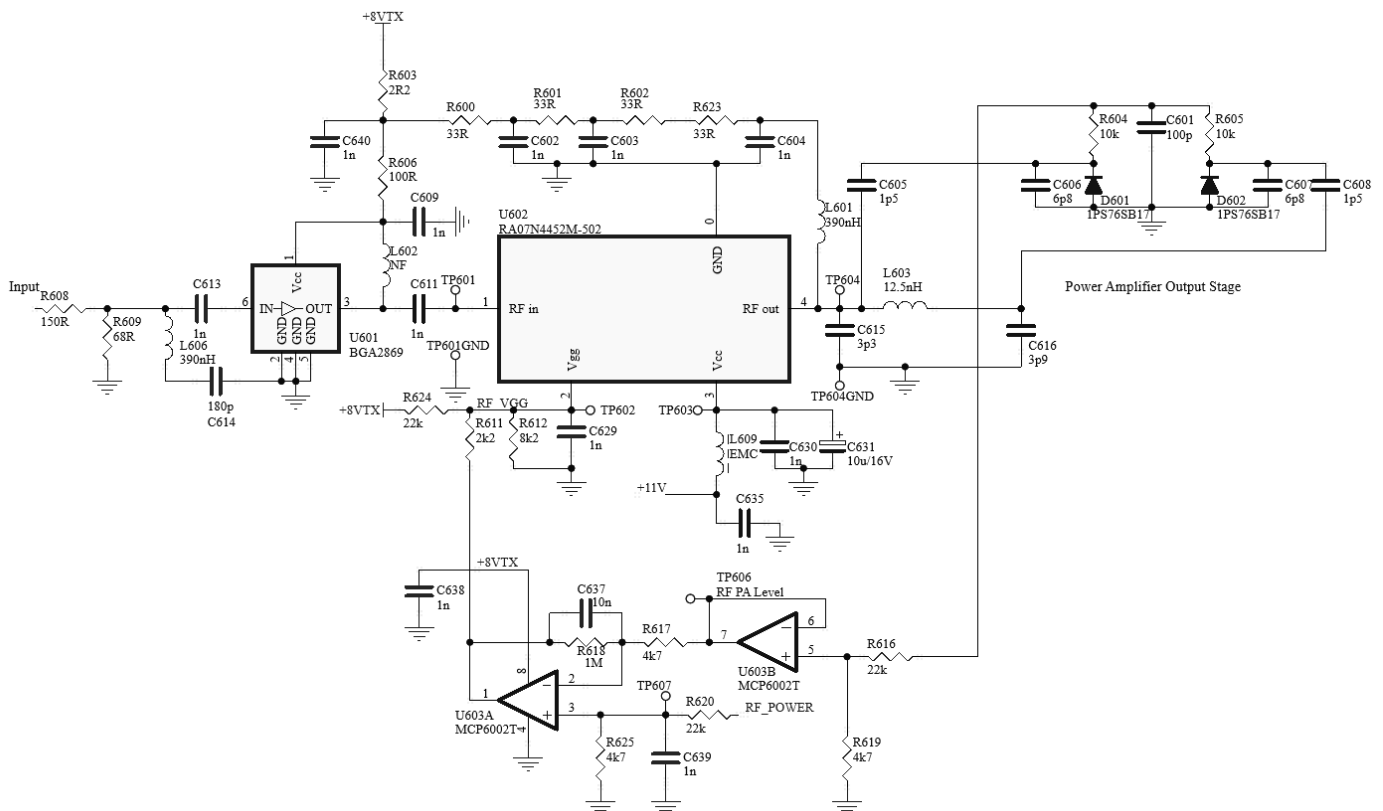 +8VTX
R603
2R2
R600
33R
R601
33R
R602
33R
R623
33R
C640
1n
C602
1n
C603
1n
C604
1n
R606
100R
C609
1n
L602
NF
L601
390nH
C605
1p5
R604
10k
C601
100p
R605
10k
C606
6p8
D601
1PS76SB17
D602
1PS76SB17
C607
6p8
C608
1p5
Input
R608
150R
R609
68R
L606
390nH
C613
1n
180p
C614
1
Vcc
6
IN
OUT
3
GND
GND
GND
2
4
5
U601
BGA2869
C611
1n
TP601
TP601GND
U602
RA07N4452M-502
1
RF in
0
GND
RF out
4
Vgg
2
Vcc
3
TP604
L603
12.5nH
C615
3p3
C616
3p9
TP604GND
Power Amplifier Output Stage
+8VTX
R624
22k
RF_VGG
R611
2k2
R612
8k2
TP602
C629
1n
TP603
L609
EMC
C630
1n
+
C631
10u/16V
+11V
C635
1n
+8VTX
C638
1n
C637
10n
R618
1M
R617
4k7
TP606
RF PA Level
7
6
5
U603B
MCP6002T
R616
22k
R619
4k7
1
8
2
3
4
U603A
MCP6002T
TP607
R620
22k
RF_POWER
R625
4k7
C639
1n